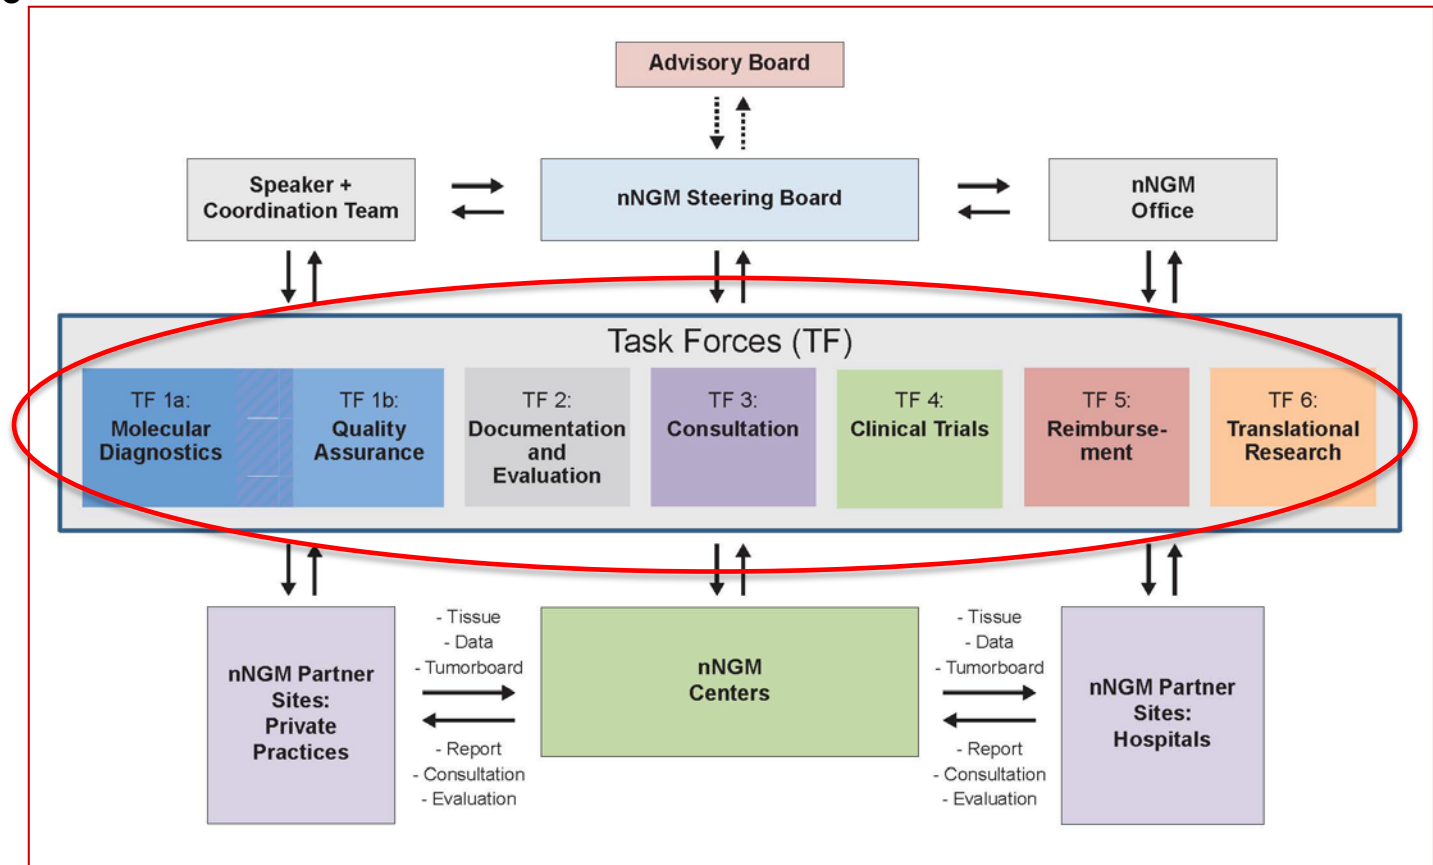 Advisory Board
Speaker +
Coordination Team
nNGM Steering Board
nNGM
Office
Task Forces (TF)
TF 1a:
Molecular
Diagnostics
TF 1b:
Quality
Assurance
TF 2:
Documentation
and
Evaluation
TF 3:
Consultation
TF 4:
Clinical Trials
TF 5:
Reimburse-
ment
TF 6:
Translational
Research
nNGM Partner
Sites:
Private
Practices
- Tissue
- Data
- Tumorboard
- Report
- Consultation
- Evaluation
nNGM
Centers
- Tissue
- Data
- Tumorboard
- Report
- Consultation
- Evaluation
nNGM Partner
Sites:
Hospitals